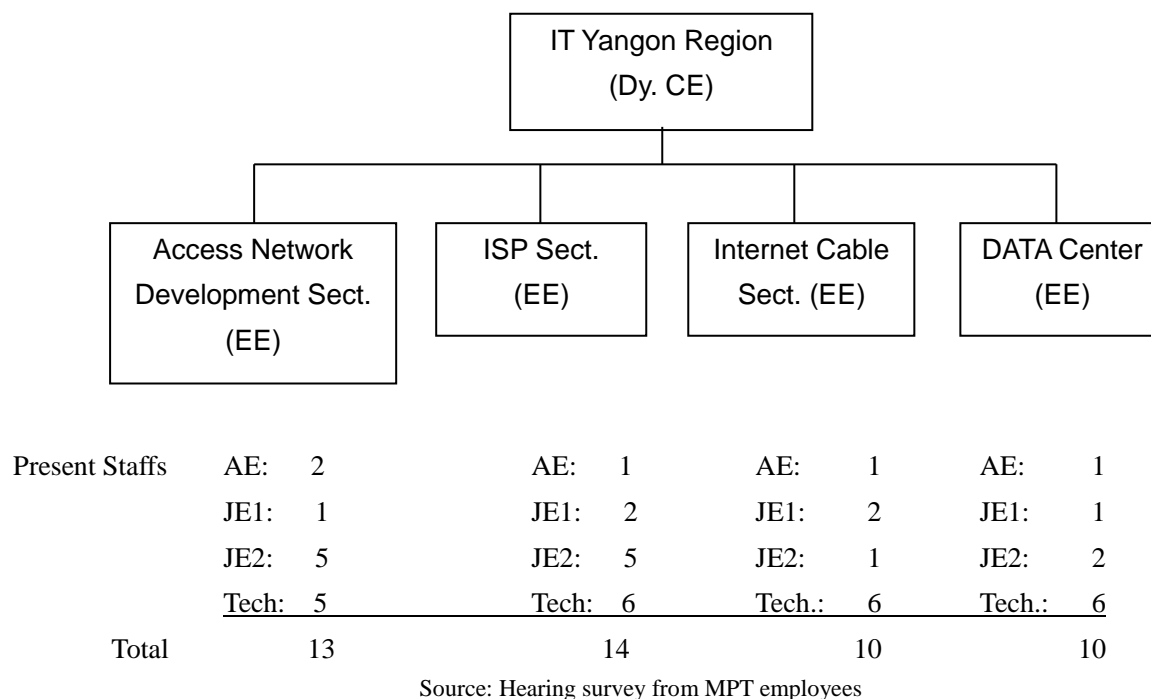 IT Yangon Region
(Dy. CE)
Access Network
Development Sect.
(EE)
ISP Sect.
(EE)
Internet Cable
Sect. (EE)
DATA Center
(EE)
Present Staffs AE: 2 AE: 1 AE: 1 AE: 1
JE1: 1 JE1: 2 JE1: 2 JE1: 1
JE2: 5 JE2: 5 JE2: 1 JE2: 2
Tech: 5 Tech: 6 Tech.: 6 Tech.: 6
Total 13 14 10 10
Source: Hearing survey from MPT employees